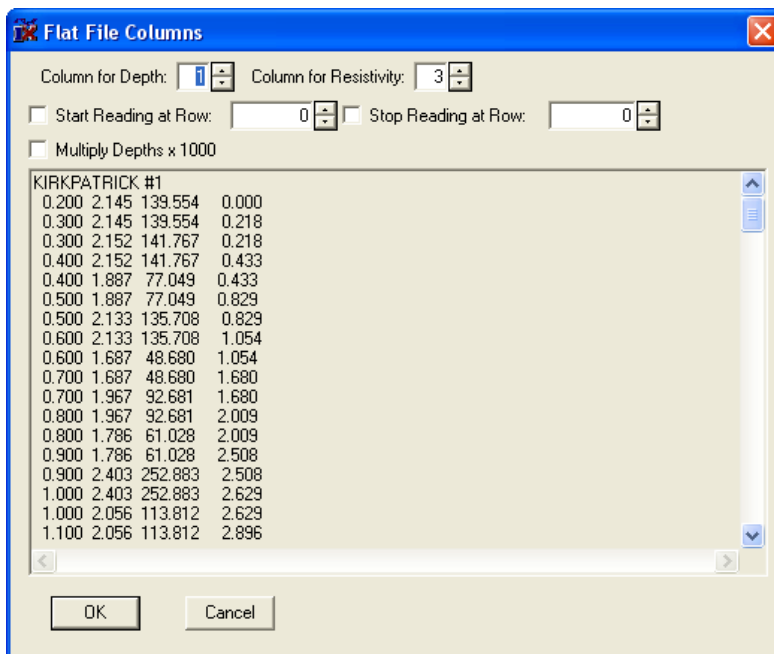 Flat File Columns
Column for Depth: 1 Column for Resistivity: 3
Start Reading at Row: 0 Stop Reading at Row: 0
Multiply Depths x 1000
KIRKPATRICK #1
0.200 2.145 139.554 0.000
0.300 2.145 139.554 0.218
0.300 2.152 141.767 0.218
0.400 2.152 141.767 0.433
0.400 1.887 77.049 0.433
0.500 1.887 77.049 0.829
0.500 2.133 135.708 0.829
0.600 2.133 135.708 1.054
0.600 1.687 48.680 1.054
0.700 1.687 48.680 1.680
0.700 1.967 92.681 1.680
0.800 1.967 92.681 2.009
0.800 1.786 61.028 2.009
0.900 1.786 61.028 2.508
0.900 2.403 252.883 2.508
1.000 2.403 252.883 2.629
1.000 2.056 113.812 2.629
1.100 2.056 113.812 2.896
OK Cancel